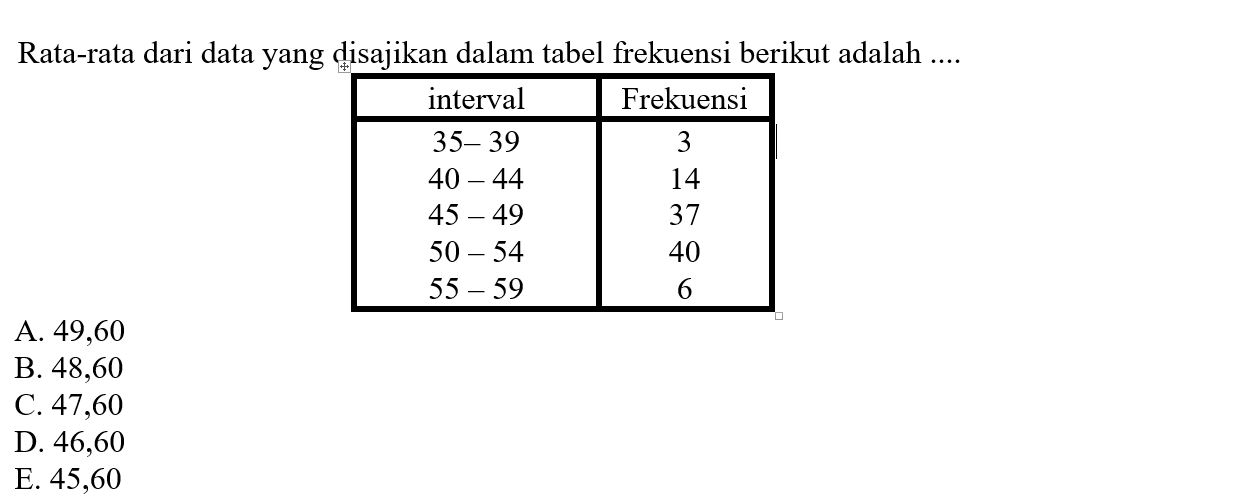 Rata-rata dari data yang disajikan dalam tabel frekuensi berikut adalah ....
interval Frekuensi
35– 39 3
40 – 44 14
45 – 49 37
50 – 54 40
55 – 59 6
A. 49,60
B. 48,60
C. 47,60
D. 46,60
E. 45,60